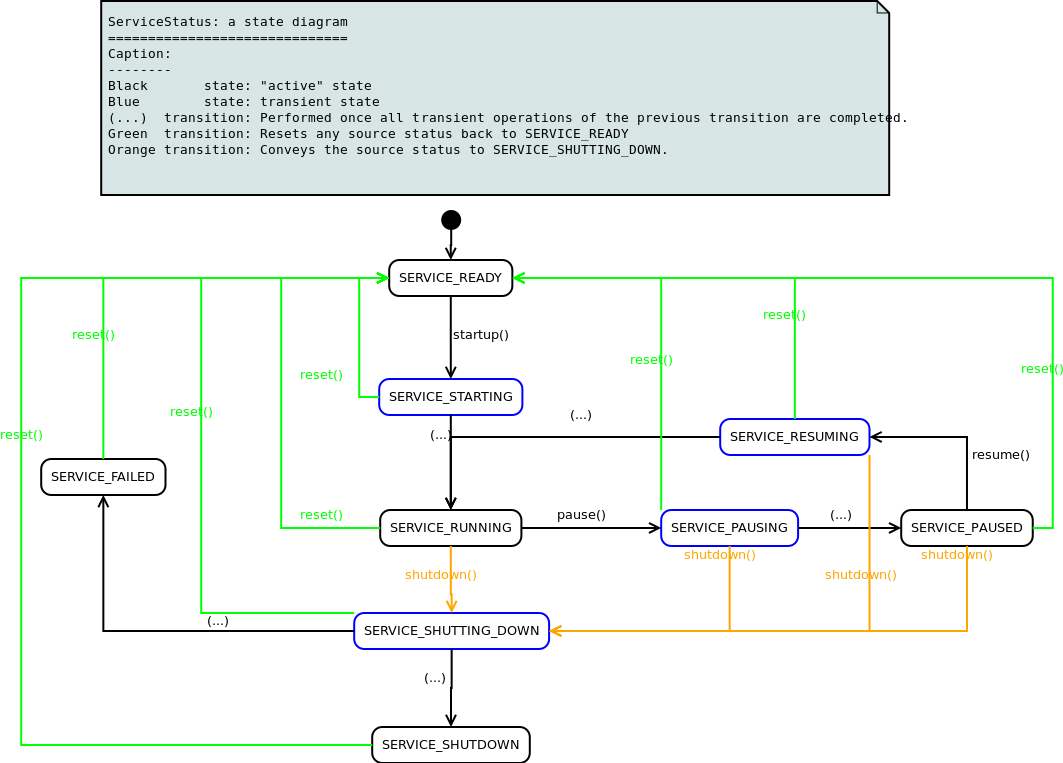 ServiceStatus: a state diagram
==============================
Caption:
--------
Black       state: "active" state
Blue        state: transient state
(...)  transition: Performed once all transient operations of the previous transition are completed.
Green  transition: Resets any source status back to SERVICE_READY
Orange transition: Conveys the source status to SERVICE_SHUTTING_DOWN.
SERVICE_READY
reset()
startup()
reset()
reset()
reset()
reset()
reset()
SERVICE_STARTING
reset()
(...)
reset()
(...)
SERVICE_RESUMING
resume()
SERVICE_FAILED
reset()
pause()
(...)
SERVICE_RUNNING
SERVICE_PAUSING
SERVICE_PAUSED
shutdown()
shutdown()
shutdown()
shutdown()
(...)
SERVICE_SHUTTING_DOWN
(...)
SERVICE_SHUTDOWN